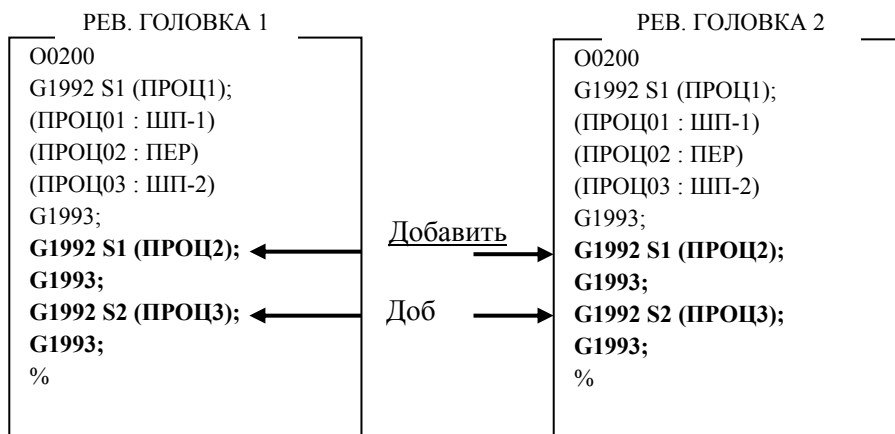 РЕВ. ГОЛОВКА 1
O0200
G1992 S1 (ПРОЦ1);
(ПРОЦ01 : ШП-1)
(ПРОЦ02 : ПЕР)
(ПРОЦ03 : ШП-2)
G1993;
G1992 S1 (ПРОЦ2);
G1993;
G1992 S2 (ПРОЦ3);
G1993;
%
Добавить
Доб
РЕВ. ГОЛОВКА 2
O0200
G1992 S1 (ПРОЦ1);
(ПРОЦ01 : ШП-1)
(ПРОЦ02 : ПЕР)
(ПРОЦ03 : ШП-2)
G1993;
G1992 S1 (ПРОЦ2);
G1993;
G1992 S2 (ПРОЦ3);
G1993;
%